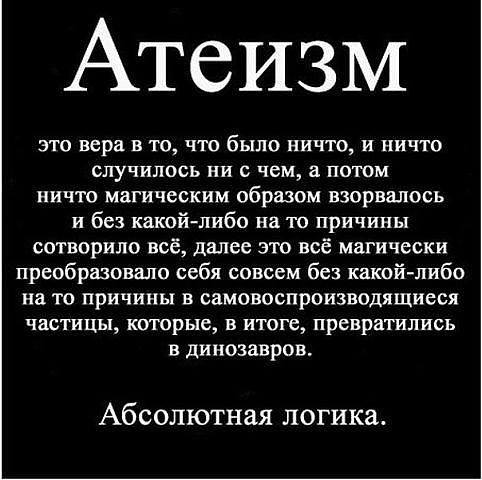 Атеизм
это вера в то, что было ничто, и ничто
случилось ни с чем, а потом
ничто магическим образом взорвалось
и без какой-либо на то причины
сотворило всё, далее это всё магически
преобразовало себя совсем без какой-либо
на то причины в самовоспроизводящиеся
частицы, которые, в итоге, превратились
в динозавров.
Абсолютная логика.